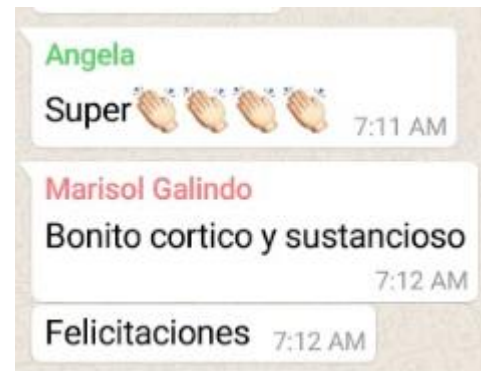 Angela
Super👏🏻👏🏻👏🏻👏🏻 7:11 AM
Marisol Galindo
Bonito cortico y sustancioso
7:12 AM
Felicitaciones 7:12 AM